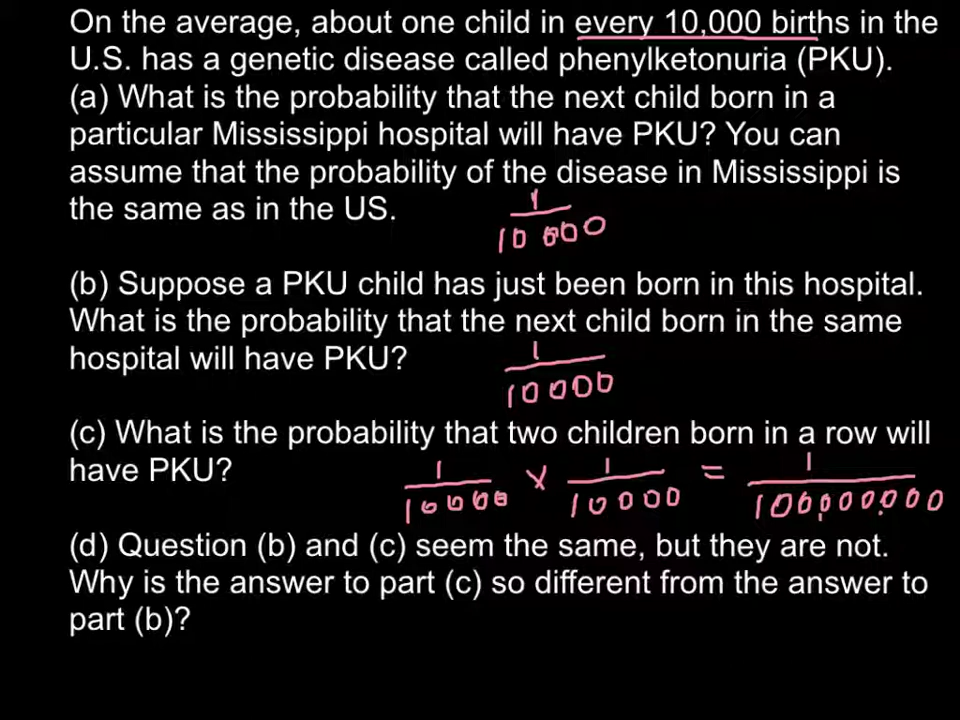 On the average, about one child in every 10,000 births in the
U.S. has a genetic disease called phenylketonuria (PKU).
(a) What is the probability that the next child born in a
particular Mississippi hospital will have PKU? You can
assume that the probability of the disease in Mississippi is
the same as in the US.
1
10 000
(b) Suppose a PKU child has just been born in this hospital.
What is the probability that the next child born in the same
hospital will have PKU?
1
10000
(c) What is the probability that two children born in a row will
have PKU?
1 × 1 = 1
10000 10000 100,000,000
(d) Question (b) and (c) seem the same, but they are not.
Why is the answer to part (c) so different from the answer to
part (b)?